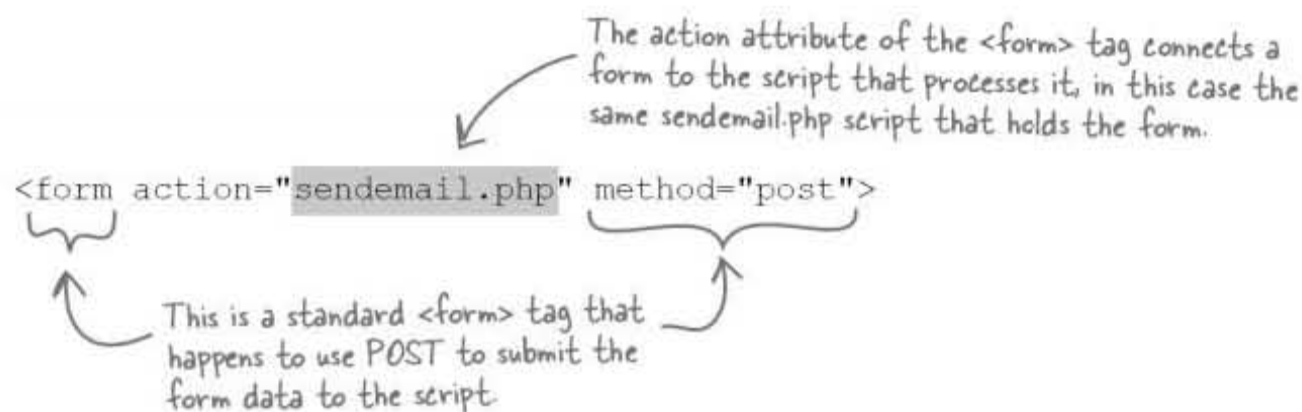 The action attribute of the <form> tag connects a
form to the script that processes it, in this case the
same sendemail.php script that holds the form.
<form action="sendemail.php" method="post">
This is a standard <form> tag that
happens to use POST to submit the
form data to the script.